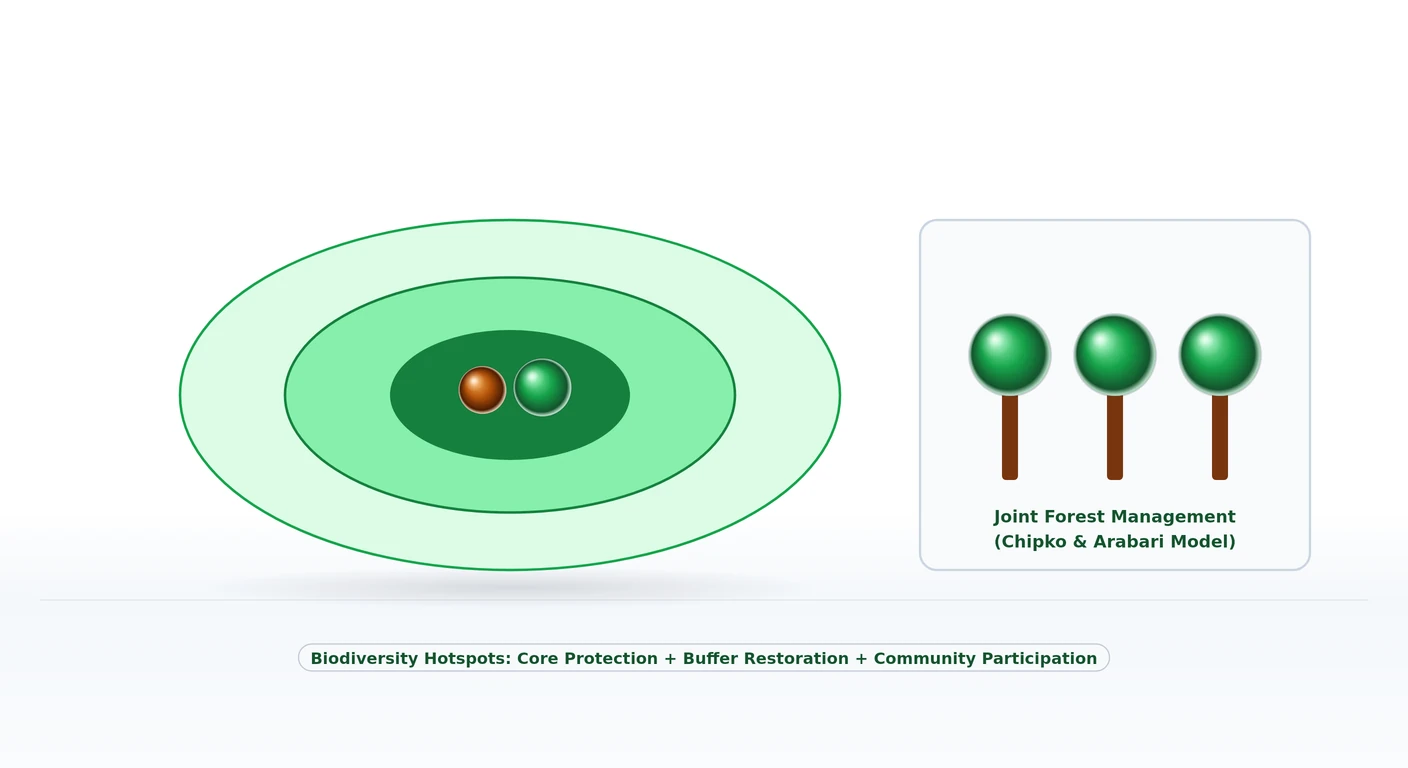 Joint Forest Management
(Chipko & Arabari Model)
Biodiversity Hotspots: Core Protection + Buffer Restoration + Community Participation